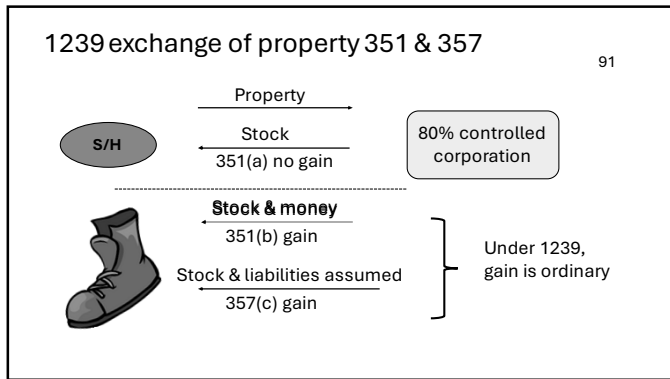 1239 exchange of property 351 & 357
91
Property
S/H
Stock
351(a) no gain
80% controlled
corporation
Stock & money
351(b) gain
Stock & liabilities assumed
357(c) gain
Under 1239,
gain is ordinary